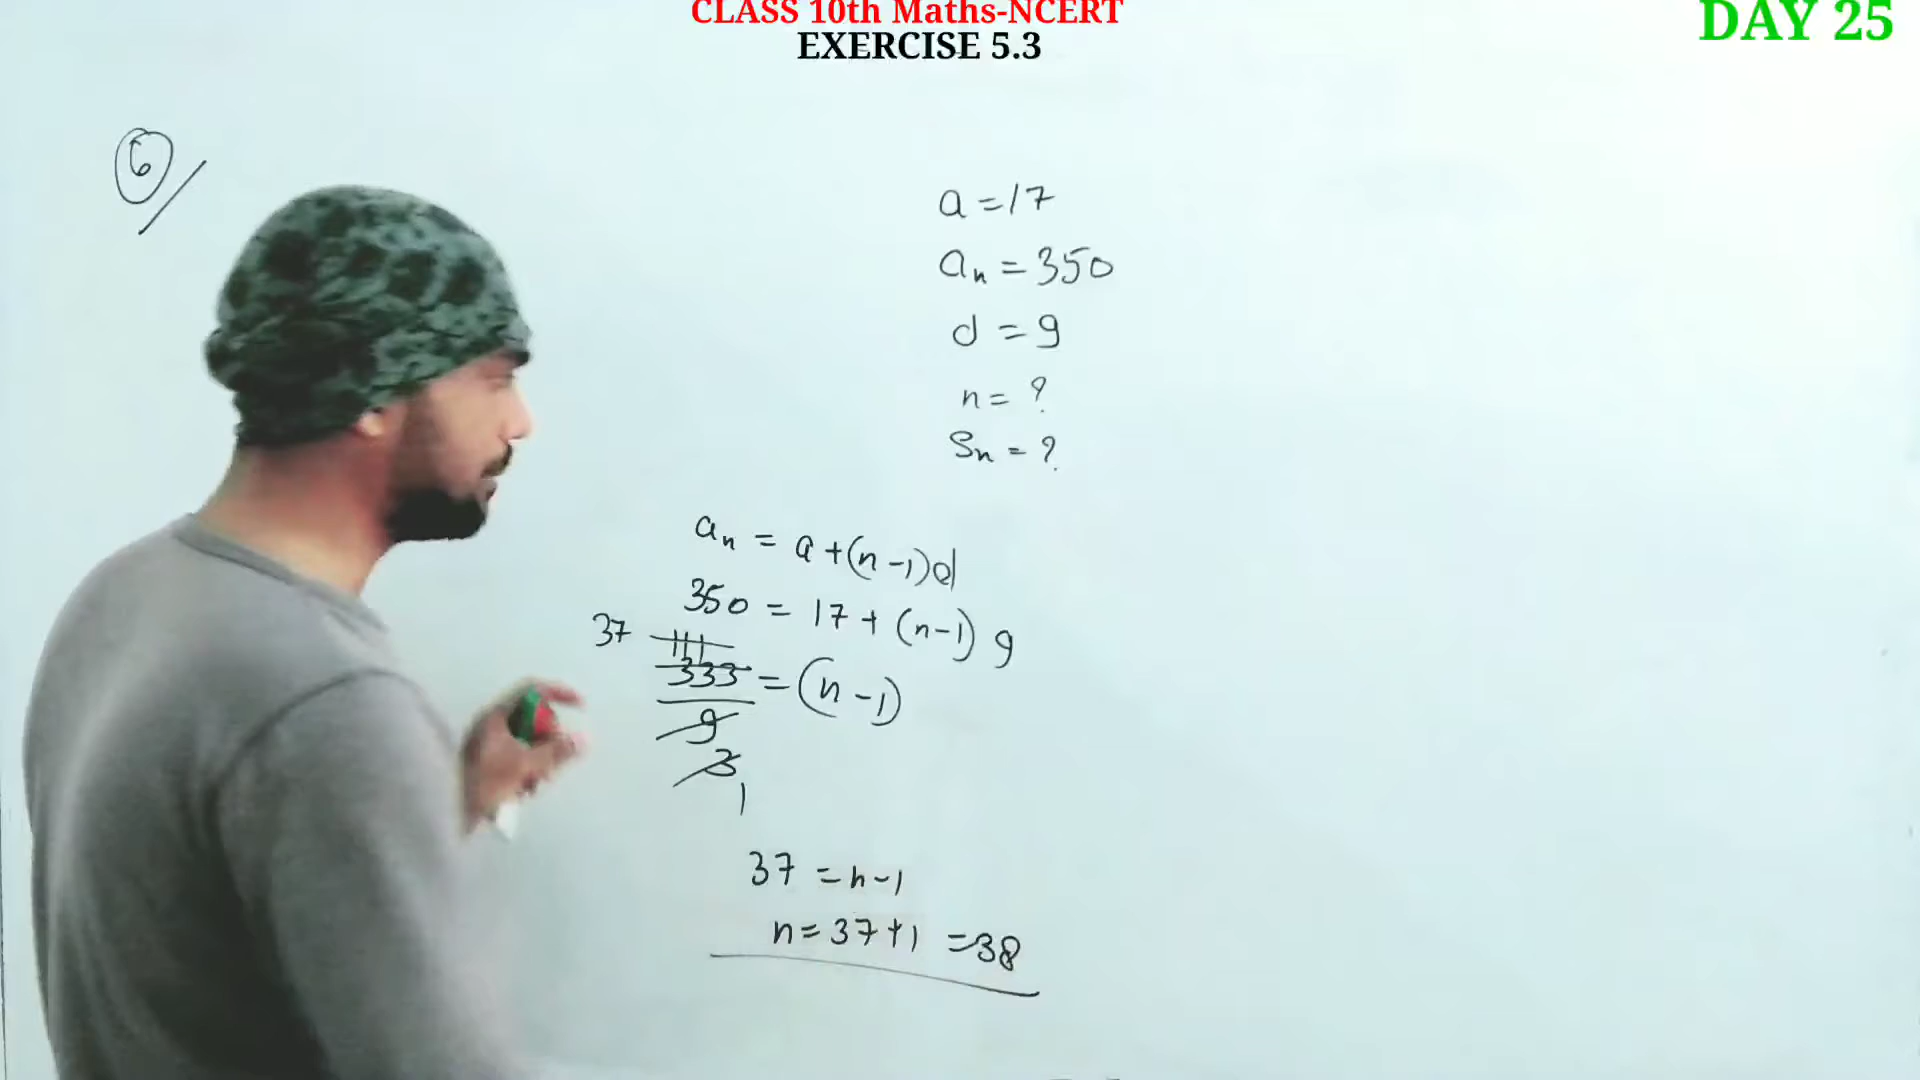 CLASS 10th Maths-NCERT
EXERCISE 5.3
DAY 25
6
a = 17
an = 350
d = 9
n = ?
Sn = ?
an = a + (n - 1)d
350 = 17 + (n-1) 9
37 111
333 = (n - 1)
9
3
1
37 = n - 1
n = 37 + 1 = 38